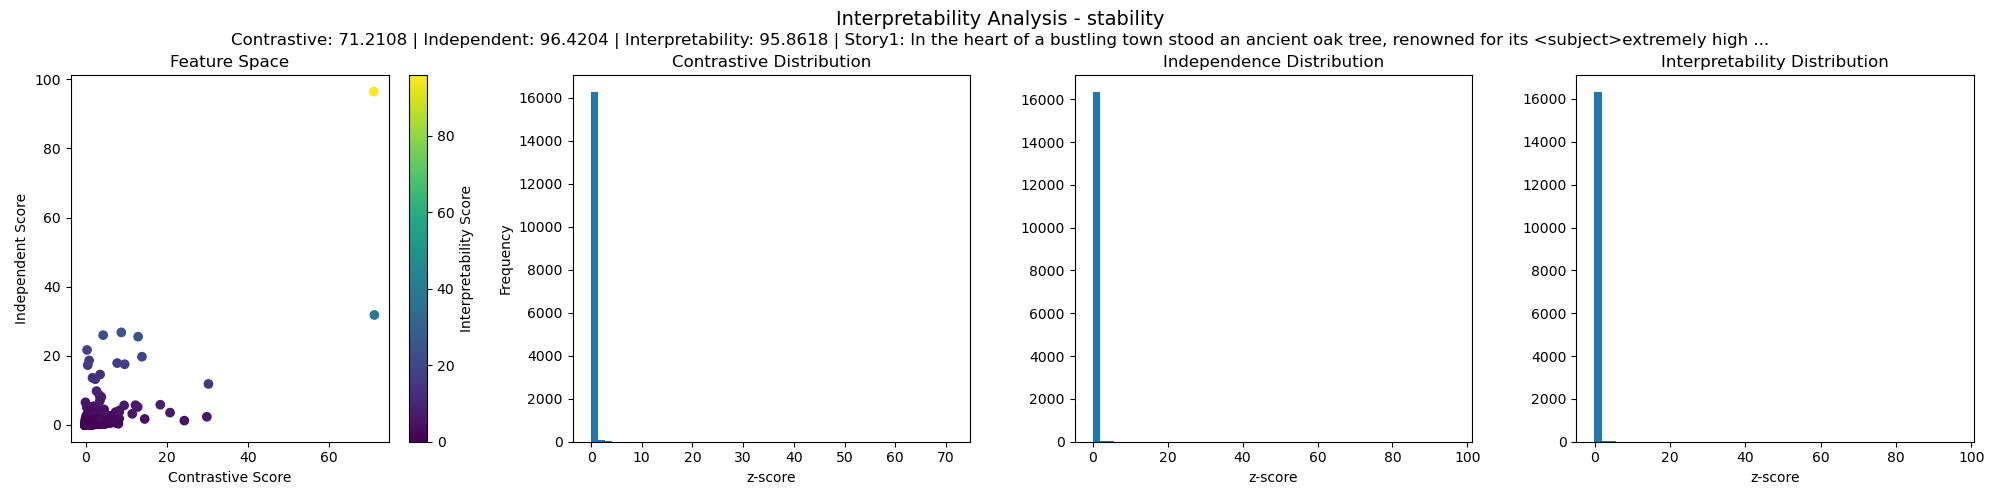 Interpretability Analysis - stability
Contrastive: 71.2108 | Independent: 96.4204 | Interpretability: 95.8618 | Story1: In the heart of a bustling town stood an ancient oak tree, renowned for its <subject>extremely high ...
Feature Space
100
80
60
40
20
0
Independent Score
0 20 40 60
Contrastive Score
80
60
40
20
0
Interpretability Score
Contrastive Distribution
16000
14000
12000
10000
8000
6000
4000
2000
0
Frequency
0 10 20 30 40 50 60 70
z-score
Independence Distribution
16000
14000
12000
10000
8000
6000
4000
2000
0
0 20 40 60 80 100
z-score
Interpretability Distribution
16000
14000
12000
10000
8000
6000
4000
2000
0
0 20 40 60 80 100
z-score